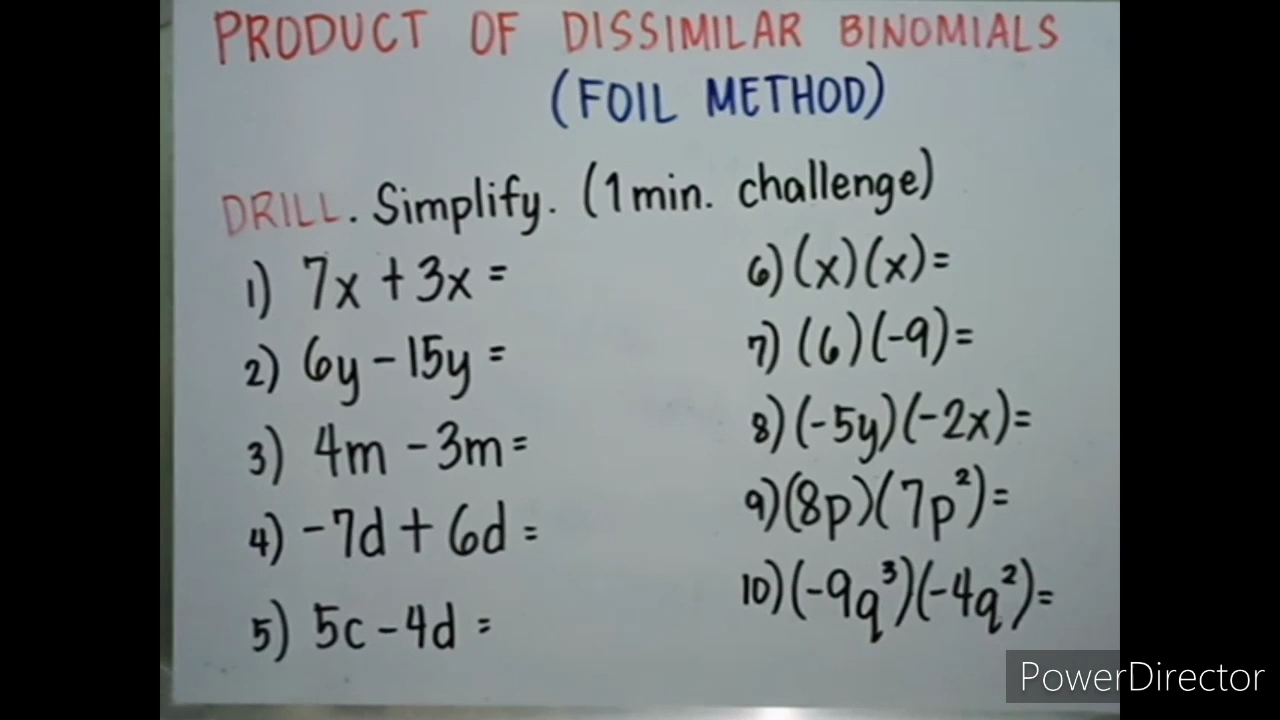 PRODUCT OF DISSIMILAR BINOMIALS
(FOIL METHOD)
DRILL. Simplify. (1 min. challenge)
1) 7x + 3x =
2) 6y - 15y =
3) 4m - 3m =
4) -7d + 6d =
5) 5c - 4d =
6) (x)(x) =
7) (6)(-9) =
8) (-5y)(-2x) =
9) (8p)(7p²) =
10) (-9q³)(-4q²) =
PowerDirector